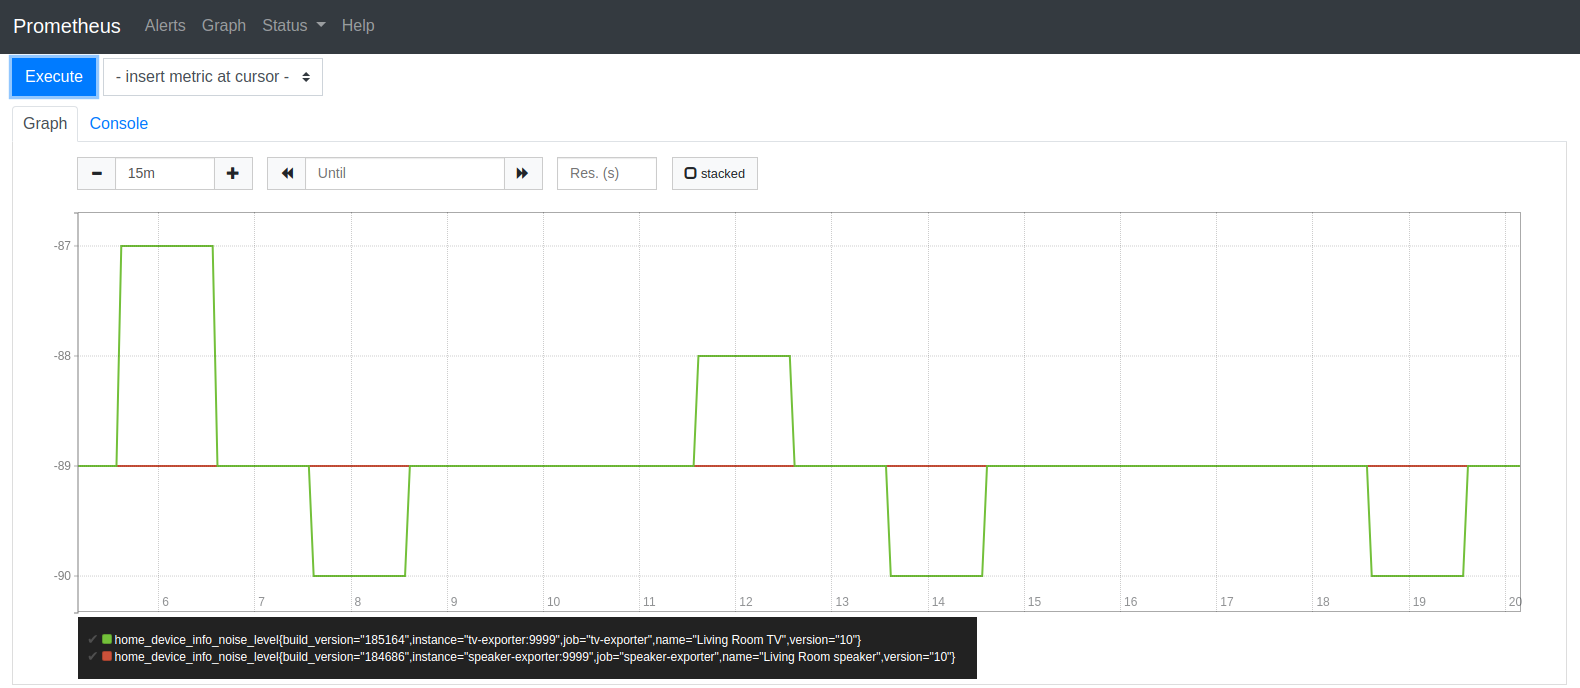 Prometheus Alerts Graph Status Help
Execute - insert metric at cursor -
Graph Console
15m Until Res. (s) stacked
-87
-88
-89
-90
6 7 8 9 10 11 12 13 14 15 16 17 18 19 20
home_device_info_noise_level{build_version="185164",instance="tv-exporter:9999",job="tv-exporter",name="Living Room TV",version="10"}
home_device_info_noise_level{build_version="184686",instance="speaker-exporter:9999",job="speaker-exporter",name="Living Room speaker",version="10"}